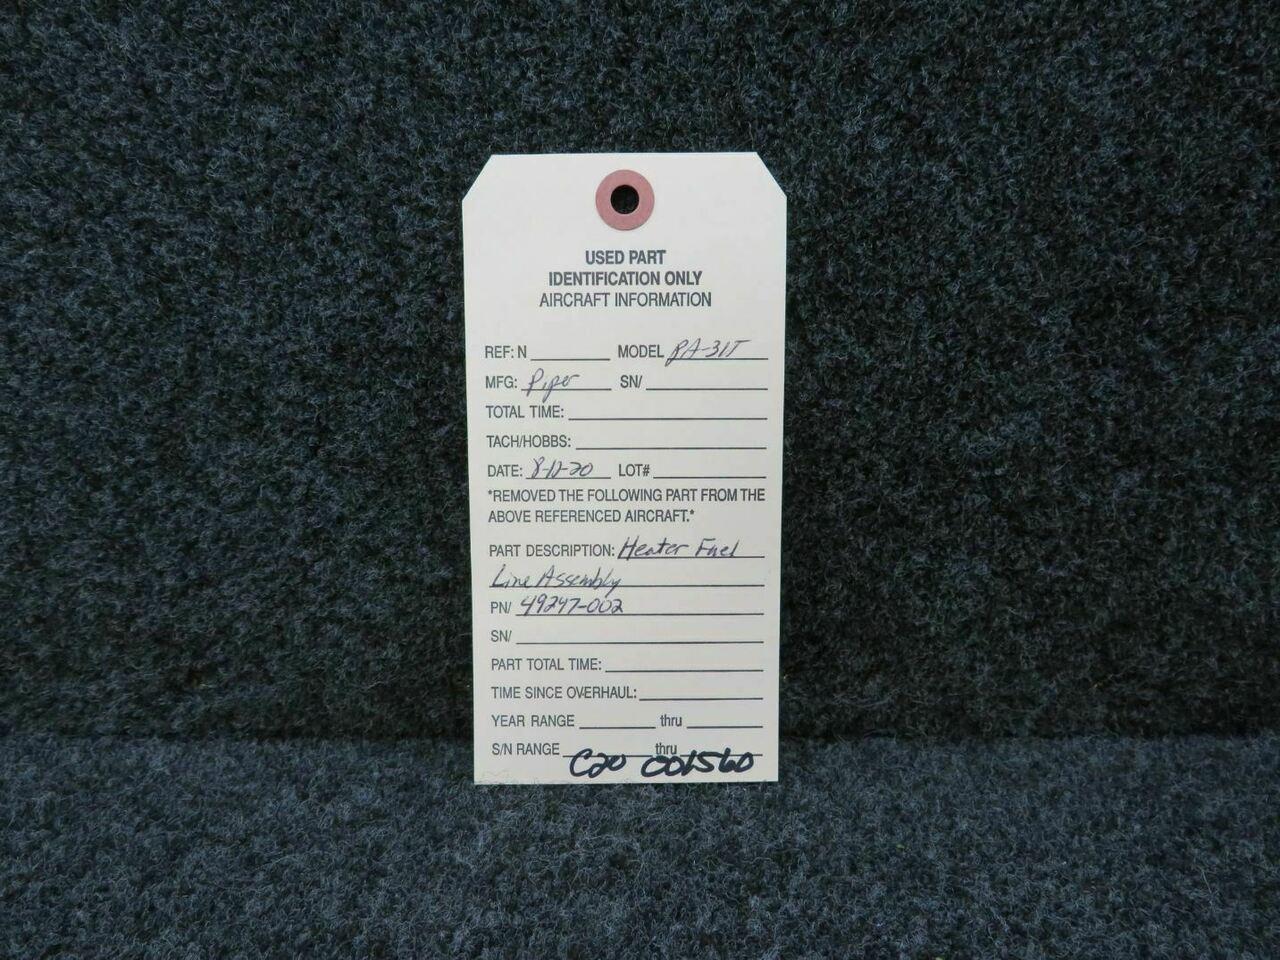 USED PART
IDENTIFICATION ONLY
AIRCRAFT INFORMATION
REF: N MODEL PA-31T
MFG: Piper SN/
TOTAL TIME:
TACH/HOBBS:
DATE: 8-12-20 LOT#
*REMOVED THE FOLLOWING PART FROM THE
ABOVE REFERENCED AIRCRAFT.*
PART DESCRIPTION: Heater Fuel
Line Assembly
PN/ 49247-002
SN/
PART TOTAL TIME:
TIME SINCE OVERHAUL:
YEAR RANGE thru
S/N RANGE thru
C20 001560